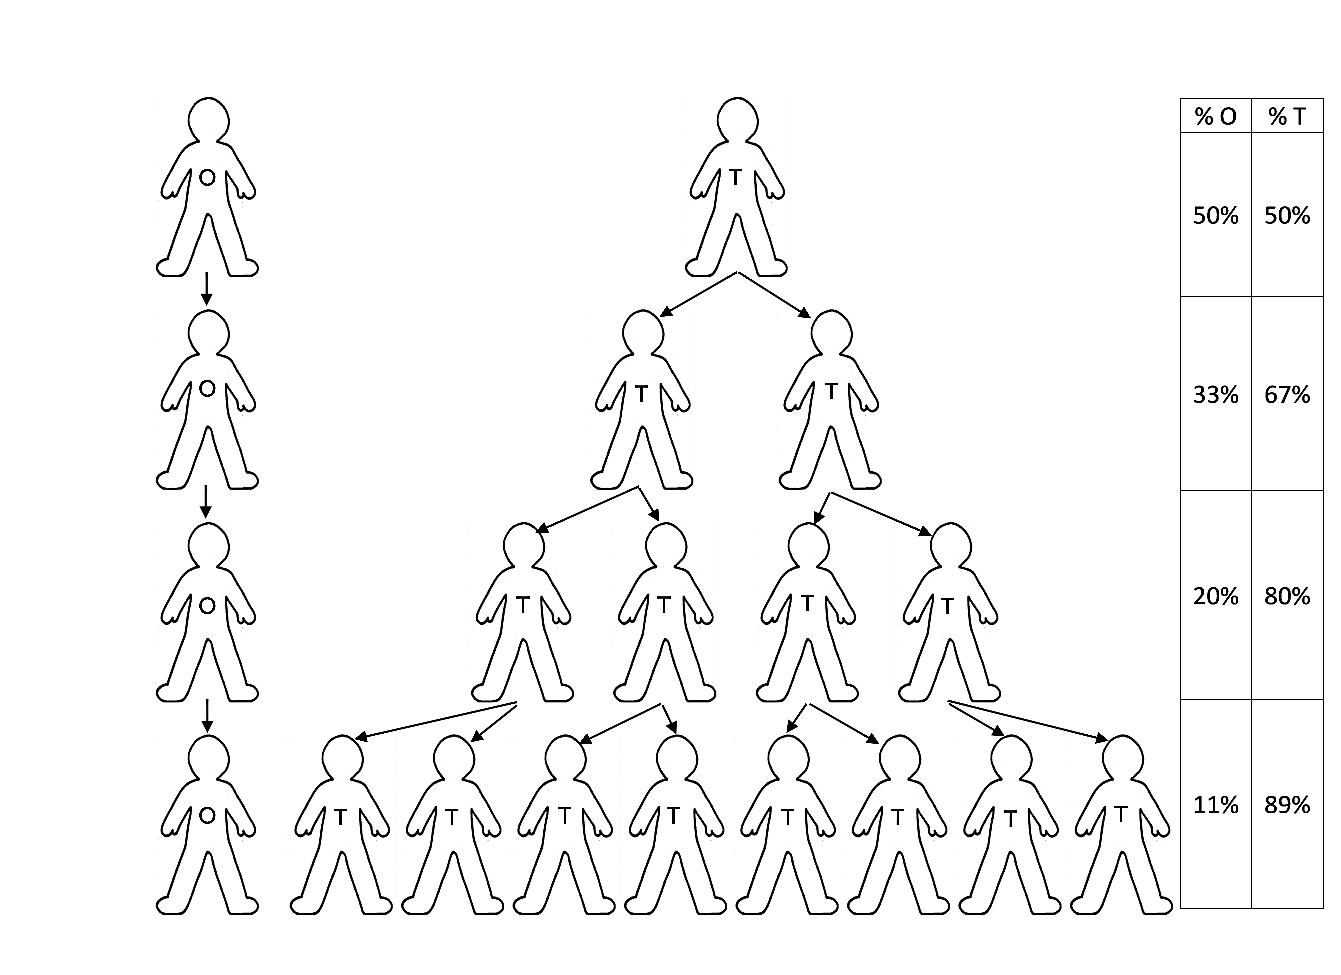 % O % T
O T
50% 50%
O T T
33% 67%
O T T T T
20% 80%
O T T T T T T T T
11% 89%